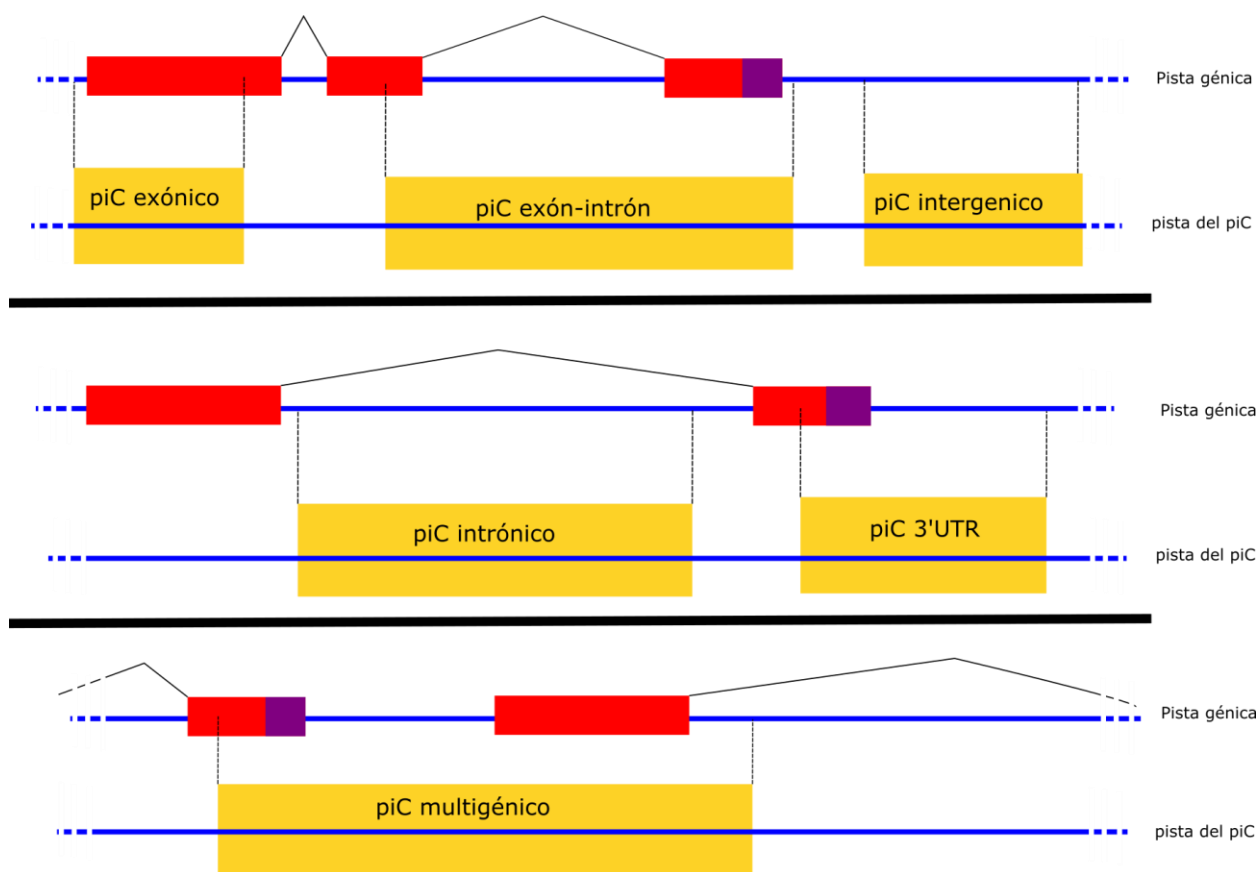 Pista génica
piC exónico
piC exón-intrón
piC intergenico
pista del piC
Pista génica
piC intrónico
piC 3'UTR
pista del piC
Pista génica
piC multigénico
pista del piC